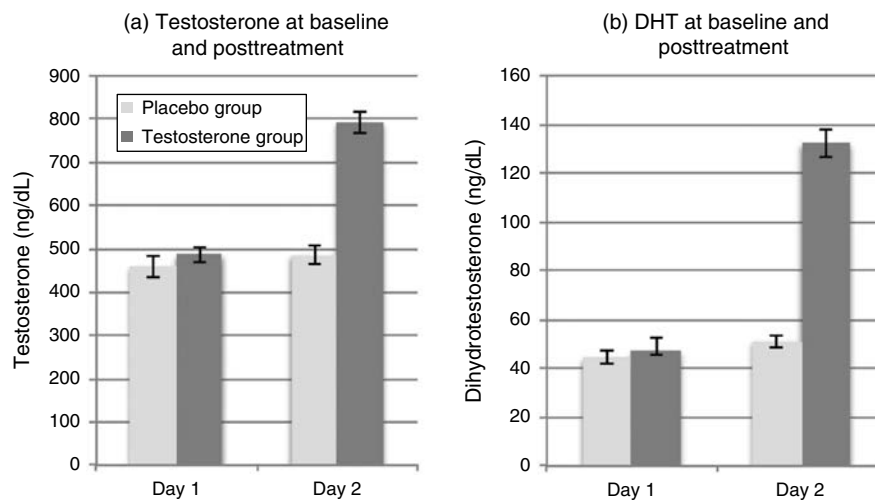 (a) Testosterone at baseline
and posttreatment
Testosterone (ng/dL)
900
800
700
600
500
400
300
200
100
0
Placebo group
Testosterone group
Day 1
Day 2
(b) DHT at baseline and
posttreatment
Dihydrotestosterone (ng/dL)
160
140
120
100
80
60
40
20
0
Day 1
Day 2